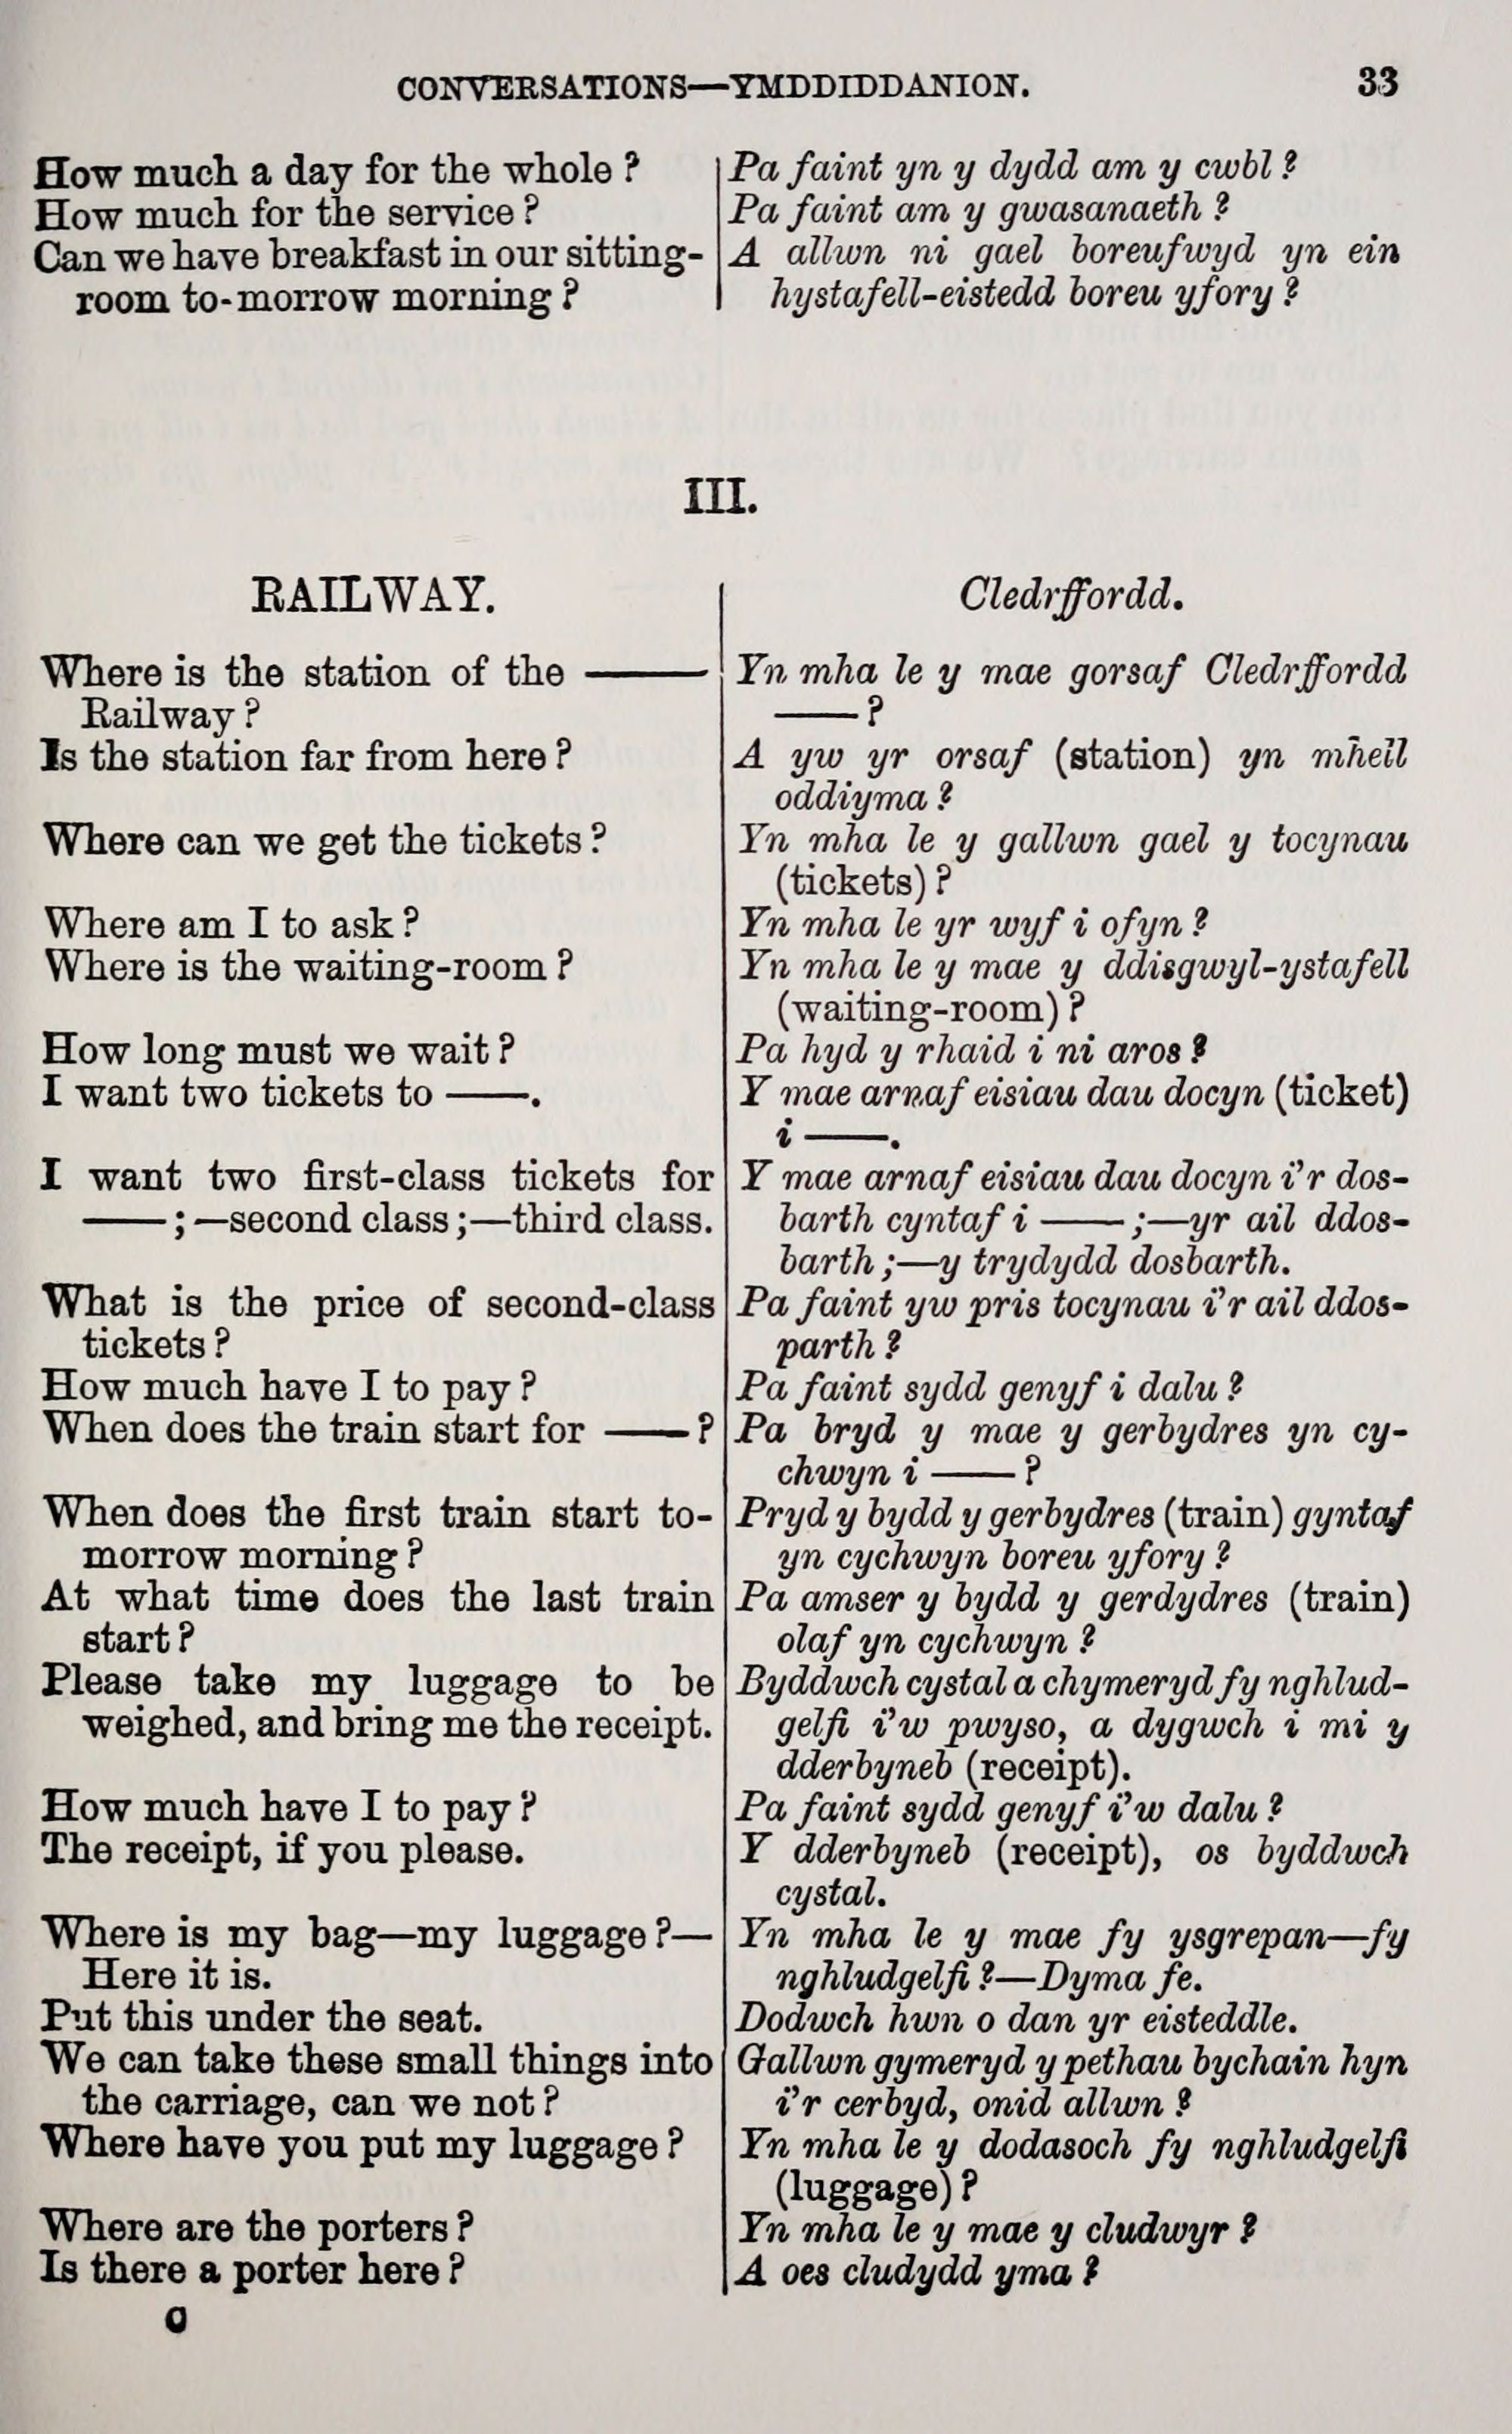 CONVERSATIONS—YMDDIDDANION.
33
How much a day for the whole ?
How much for the service ?
Can we have breakfast in our sitting-
room to-morrow morning ?
Pa faint yn y dydd am y cwbl ?
Pa faint am y gwasanaeth ?
A allwn ni gael boreufwyd yn ein
hystafell-eistedd boreu yfory ?
III.
RAILWAY.
Where is the station of the ——
Railway ?
Is the station far from here ?
Where can we get the tickets ?
Where am I to ask ?
Where is the waiting-room ?
How long must we wait ?
I want two tickets to ——.
I want two first-class tickets for
—— ; —second class ;—third class.
What is the price of second-class
tickets ?
How much have I to pay ?
When does the train start for —— ?
When does the first train start to-
morrow morning ?
At what time does the last train
start ?
Please take my luggage to be
weighed, and bring me the receipt.
How much have I to pay ?
The receipt, if you please.
Where is my bag—my luggage ?—
Here it is.
Put this under the seat.
We can take these small things into
the carriage, can we not ?
Where have you put my luggage ?
Where are the porters ?
Is there a porter here ?
Cledrffordd.
Yn mha le y mae gorsaf Cledrffordd
—— ?
A yw yr orsaf (station) yn mhell
oddiyma ?
Yn mha le y gallwn gael y tocynau
(tickets) ?
Yn mha le yr wyf i ofyn ?
Yn mha le y mae y ddisgwyl-ystafell
(waiting-room) ?
Pa hyd y rhaid i ni aros ?
Y mae arnaf eisiau dau docyn (ticket)
i ——.
Y mae arnaf eisiau dau docyn i'r dos-
barth cyntaf i —— ;—yr ail ddos-
barth ;—y trydydd dosbarth.
Pa faint yw pris tocynau i'r ail ddos-
parth ?
Pa faint sydd genyf i dalu ?
Pa bryd y mae y gerbydres yn cy-
chwyn i —— ?
Pryd y bydd y gerbydres (train) gyntaf
yn cychwyn boreu yfory ?
Pa amser y bydd y gerdydres (train)
olaf yn cychwyn ?
Byddwch cystal a chymeryd fy nghlud-
gelfi i'w pwyso, a dygwch i mi y
dderbyneb (receipt).
Pa faint sydd genyf i'w dalu ?
Y dderbyneb (receipt), os byddwch
cystal.
Yn mha le y mae fy ysgrepan—fy
nghludgelfi ?—Dyma fe.
Dodwch hwn o dan yr eisteddle.
Gallwn gymeryd y pethau bychain hyn
i'r cerbyd, onid allwn ?
Yn mha le y dodasoch fy nghludgelfi
(luggage) ?
Yn mha le y mae y cludwyr ?
A oes cludydd yma ?
C